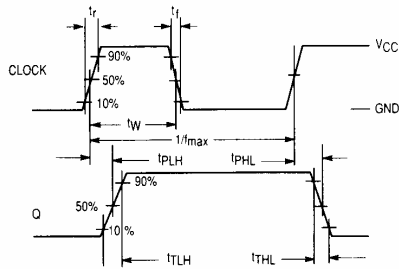 tr tf
VCC
90%
CLOCK
50%
10%
GND
tW
1/fmax
tPLH tPHL
90%
Q 50%
10%
tTLH tTHL